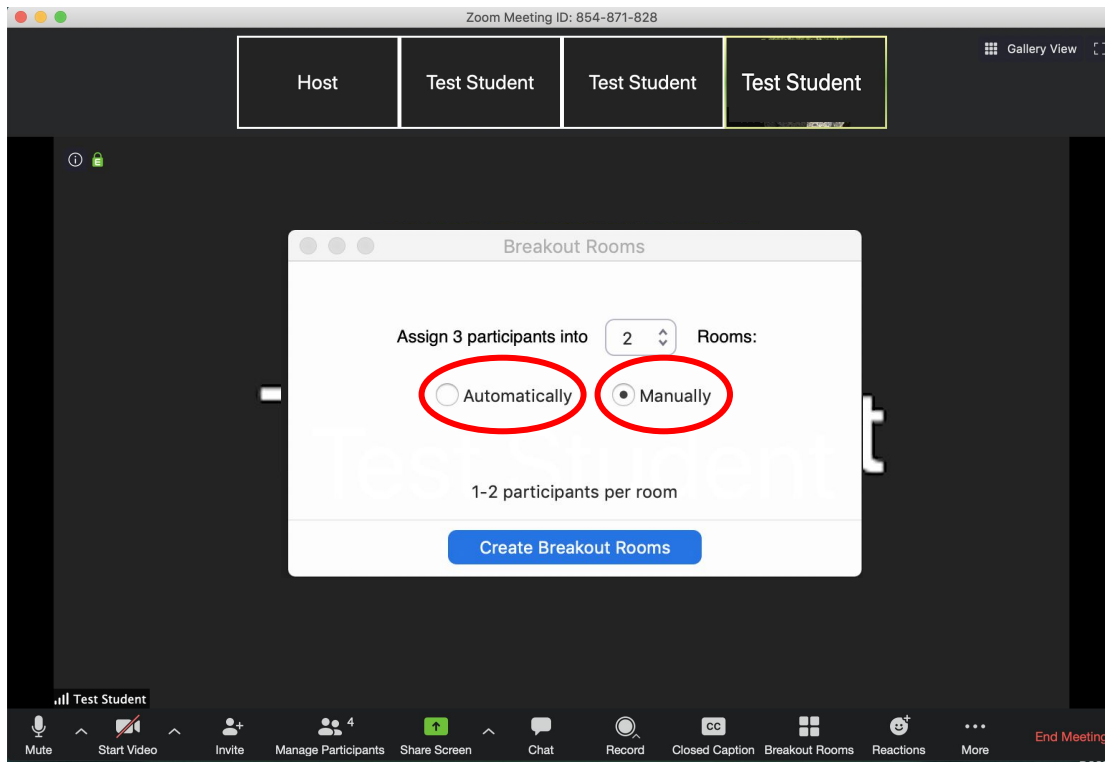 Zoom Meeting ID: 854-871-828
Host
Test Student
Test Student
Test Student
Gallery View
E
Breakout Rooms
Assign 3 participants into 2 Rooms:
Automatically Manually
Test Student
1-2 participants per room
Create Breakout Rooms
Test Student
4
CC
Mute Start Video Invite Manage Participants Share Screen Chat Record Closed Caption Breakout Rooms Reactions More End Meeting